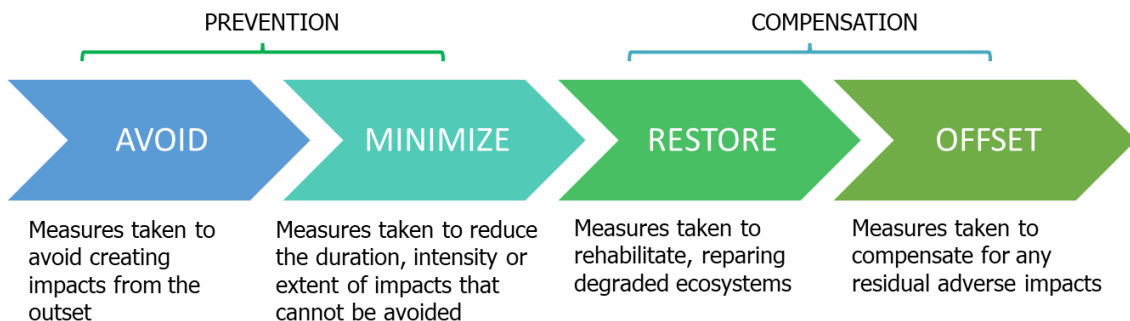 PREVENTION
COMPENSATION
AVOID
MINIMIZE
RESTORE
OFFSET
Measures taken to
avoid creating
impacts from the
outset
Measures taken to reduce
the duration, intensity or
extent of impacts that
cannot be avoided
Measures taken to
rehabilitate, reparing
degraded ecosystems
Measures taken to
compensate for any
residual adverse impacts